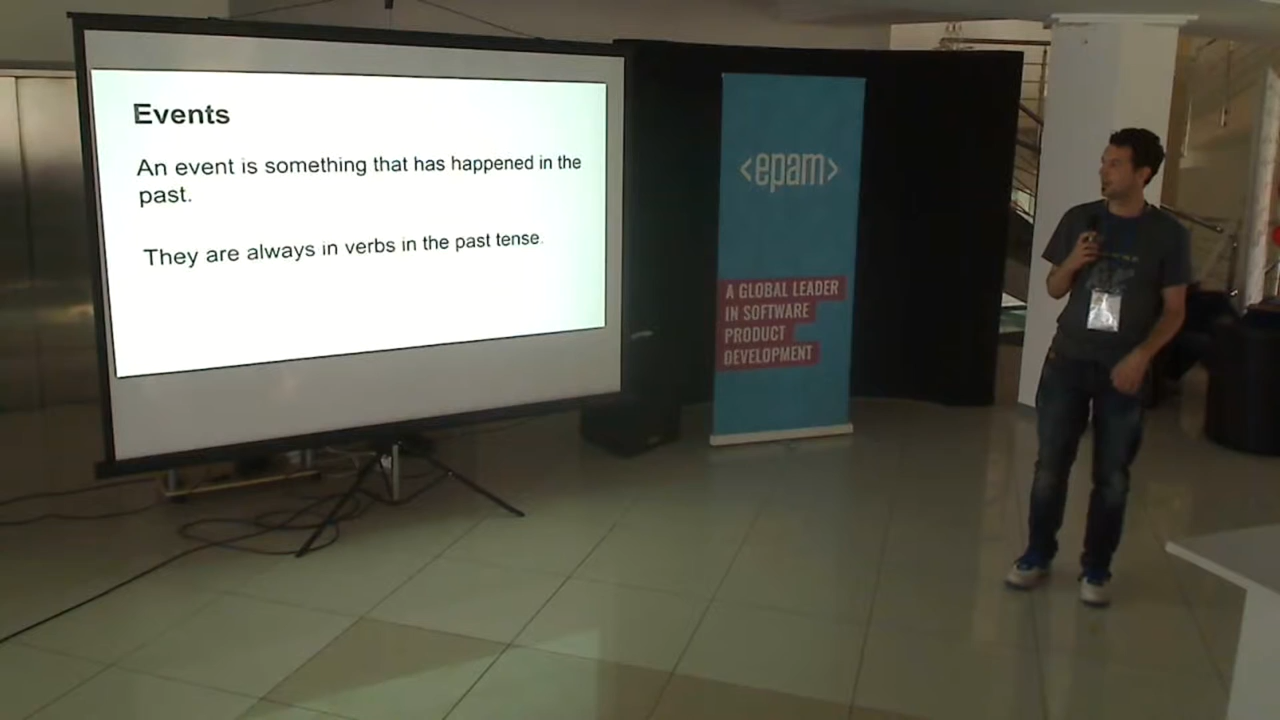 Events
An event is something that has happened in the
past.
They are always in verbs in the past tense.
<epam>
A GLOBAL LEADER
IN SOFTWARE
PRODUCT
DEVELOPMENT